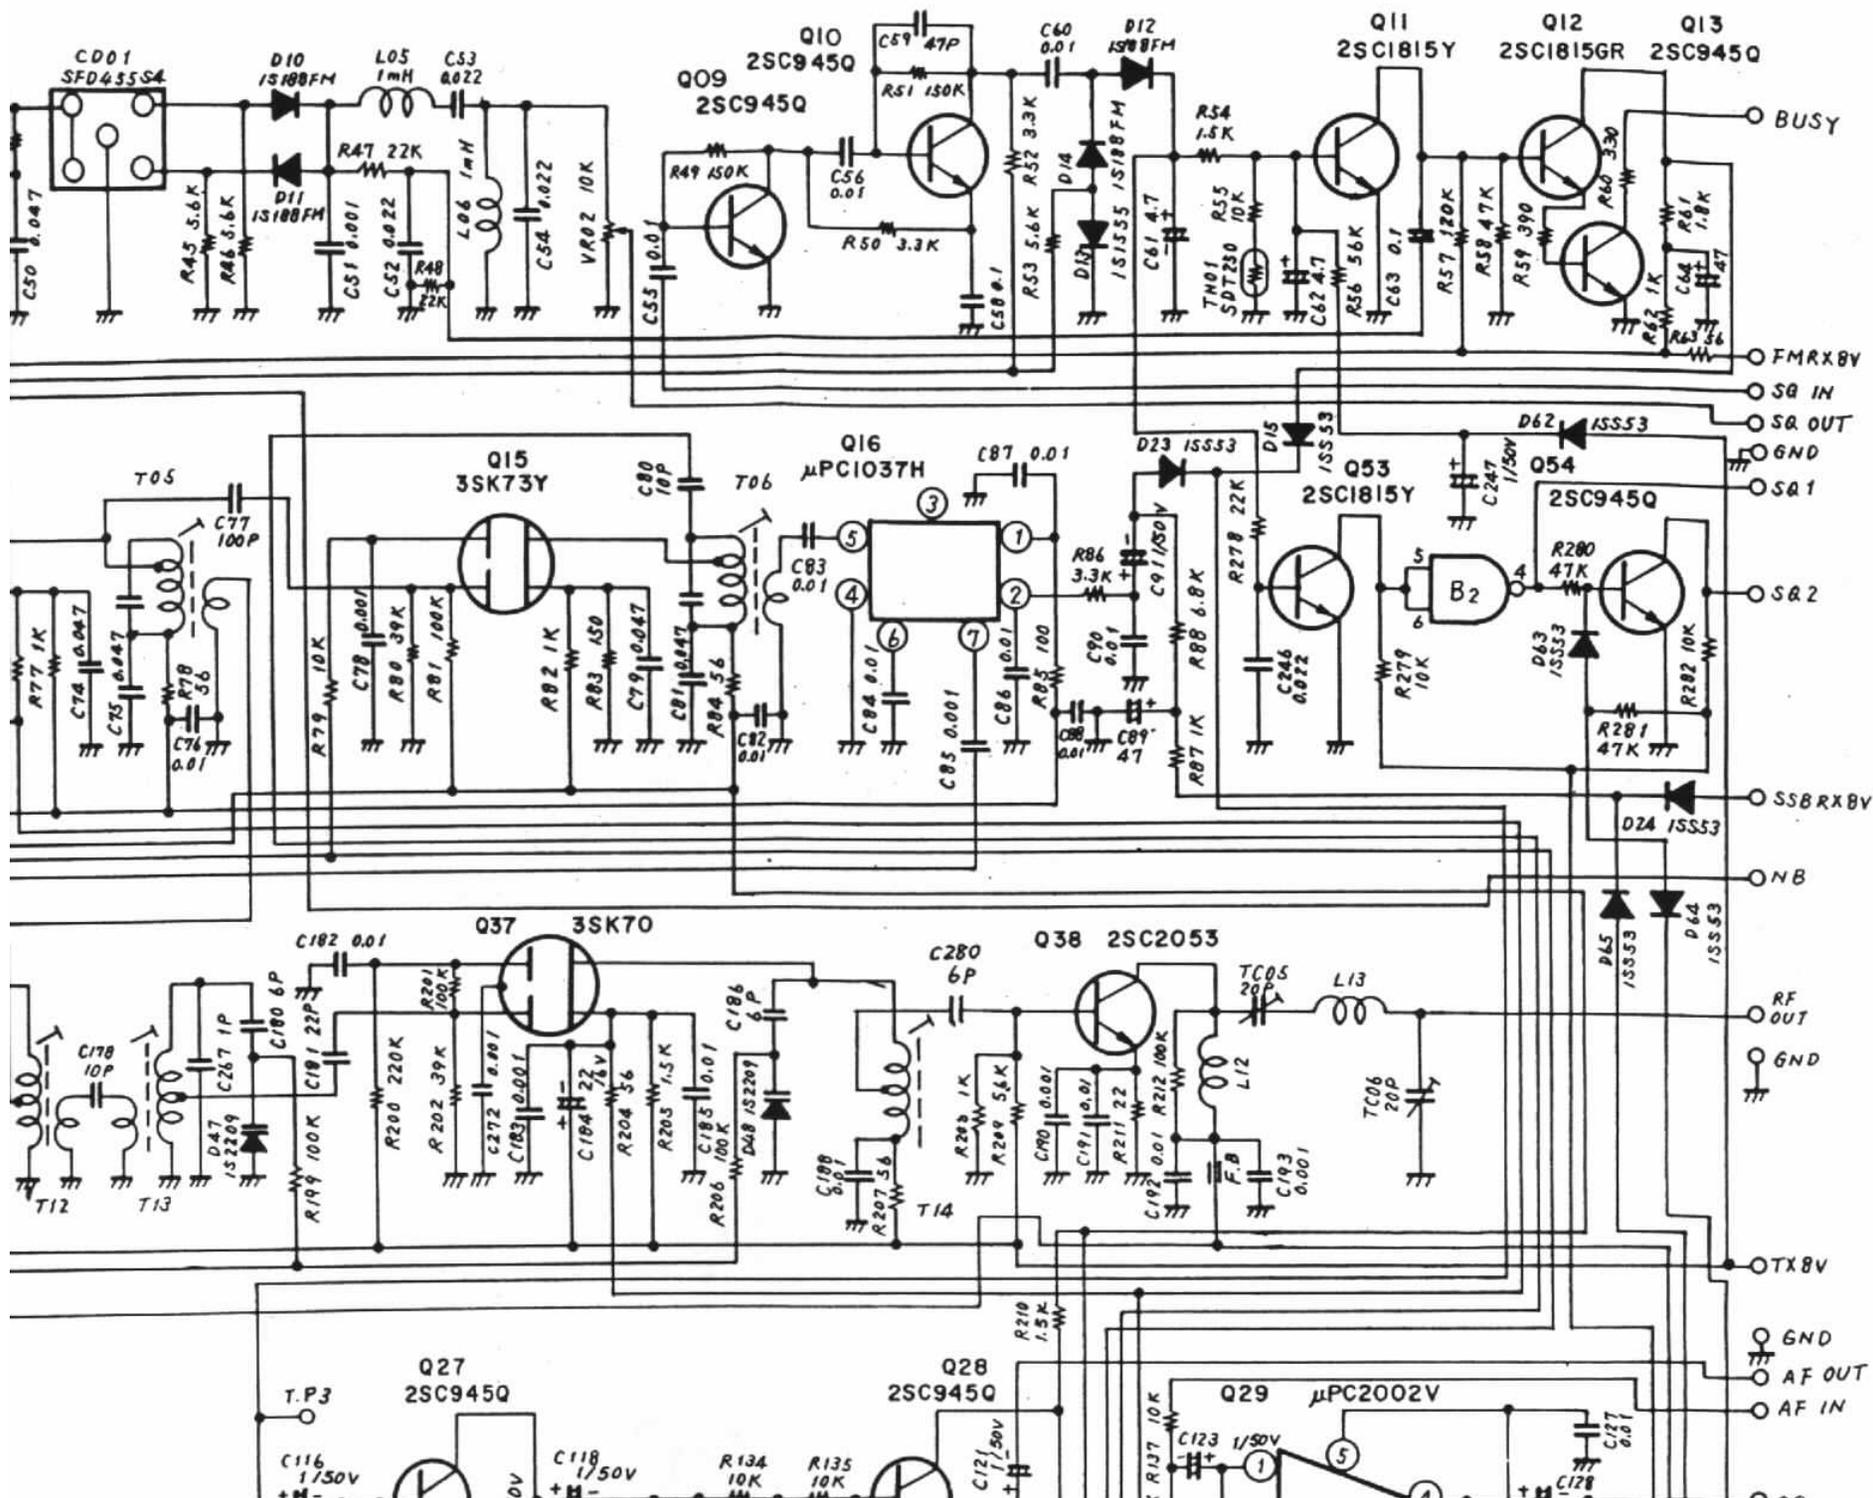 CD01
SFD455S4
D10
1S188FM
L05
1mH
C53
0.022
R47 22K
D11
1S188FM
C50 0.047
R45 5.6K
R46 5.6K
C51 0.001
C52 0.022
R48
22K
L06 1mH
C54 0.022
VR02 10K
C55 0.01
Q09
2SC945Q
R49 150K
Q10
2SC945Q
C59 47P
R51 150K
C56
0.01
R50 3.3K
C58 0.1
C60
0.01
D12
1S188FM
R52 3.3K
R53 5.6K
D14
1S188FM
D13
1S1555
C61 4.7
R54
1.5K
R55
10K
TH01
SDT250
C62 4.7
R56 56K
Q11
2SC1815Y
C63 0.1
R57 120K
R58 47K
R59 390
Q12
2SC1815GR
Q13
2SC945Q
R60 330
R61
1.8K
R62 1K
C64
47
R63 56
BUSY
FMRX8V
SQ IN
SQ OUT
GND
SQ1
SQ2
SSBRX8V
NB
RF
OUT
GND
TX8V
GND
AF OUT
AF IN
T05
C77
100P
R77 1K
C74 0.047
C75 0.047
R78
56
C76
0.01
R79 10K
C78 0.001
R80 39K
R81 100K
Q15
3SK73Y
R82 1K
R83 150
C79 0.047
C80
10P
C81 0.047
R84 56
T06
C82
0.01
C83
0.01
Q16
μPC1037H
3
5
1
4
2
6
7
C87 0.01
C84 0.01
C85 0.001
C86 0.01
R85 100
C88
0.01
C89
47
R86
3.3K
C90
0.1
C91 1/50V
R88 6.8K
R87 1K
D23 1SS53
D15
1SS53
R278 22K
C246
0.022
Q53
2SC1815Y
R279
10K
D62 1SS53
C247
1/50V
Q54
2SC945Q
5
6
B2
4
R280
47K
D63
1SS53
R281
47K
R282 10K
D24 1SS53
D65
1SS53
D64
1SS53
T12
C178
10P
T13
C267 1P
C180 6P
D47
1S2209
R199 100K
C181 22P
C182 0.01
R200 220K
R201
100K
R202 39K
C272 0.001
Q37
3SK70
C183 0.001
C184 22
16V
R204 56
R205 1.5K
C185 0.01
R206 100K
C186
6P
D48 1S2209
C188
0.01
R207 56
T14
C280
6P
R208 1K
R209 5.6K
Q38 2SC2053
C190 0.001
C191 0.01
R211 22
R212 100K
C192 0.01
L12
F.B
C193
0.001
TC05
20P
L13
TC06
20P
R210
1.5K
T.P3
C116
1/50V
Q27
2SC945Q
C118
1/50V
R134
10K
R135
10K
Q28
2SC945Q
C121
1/50V
R137 10K
C123 1/50V
Q29 μPC2002V
1
5
4
C127
0.01
C128